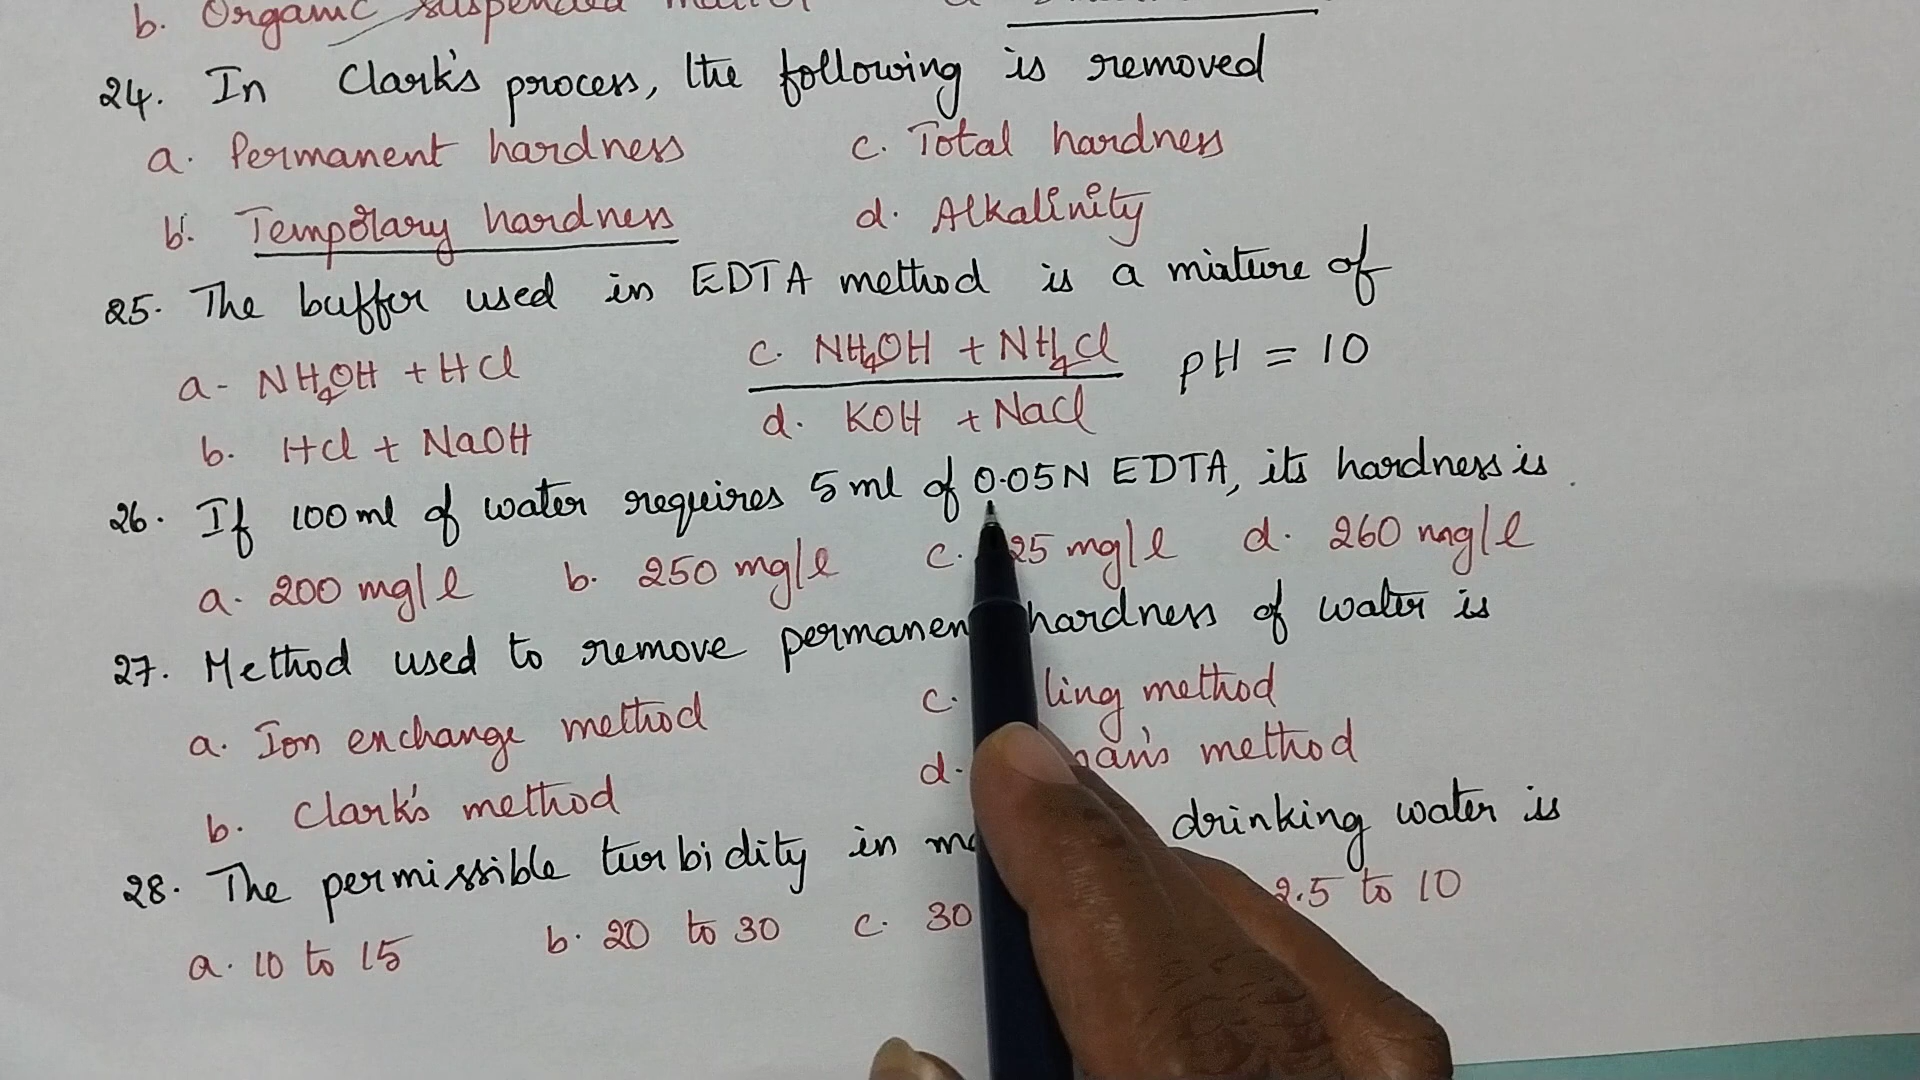 b. Organic suspended matter
24. In Clark's process, the following is removed
a. Permanent hardness c. Total hardness
b. Temporary hardness d. Alkalinity
25. The buffer used in EDTA method is a mixture of
a- NH4OH + HCl c. NH4OH + NH4Cl pH = 10
b. HCl + NaOH d. KOH + NaCl
26. If 100ml of water requires 5 ml of 0.05N EDTA, its hardness is
a. 200 mg/l b. 250 mg/l c. 25 mg/l d. 260 mg/l
27. Method used to remove permanent hardness of water is
a. Ion exchange method c. ling method
b. Clark's method d. method
28. The permissible turbidity in drinking water is
a. 10 to 15 b. 20 to 30 c. 30 2.5 to 10